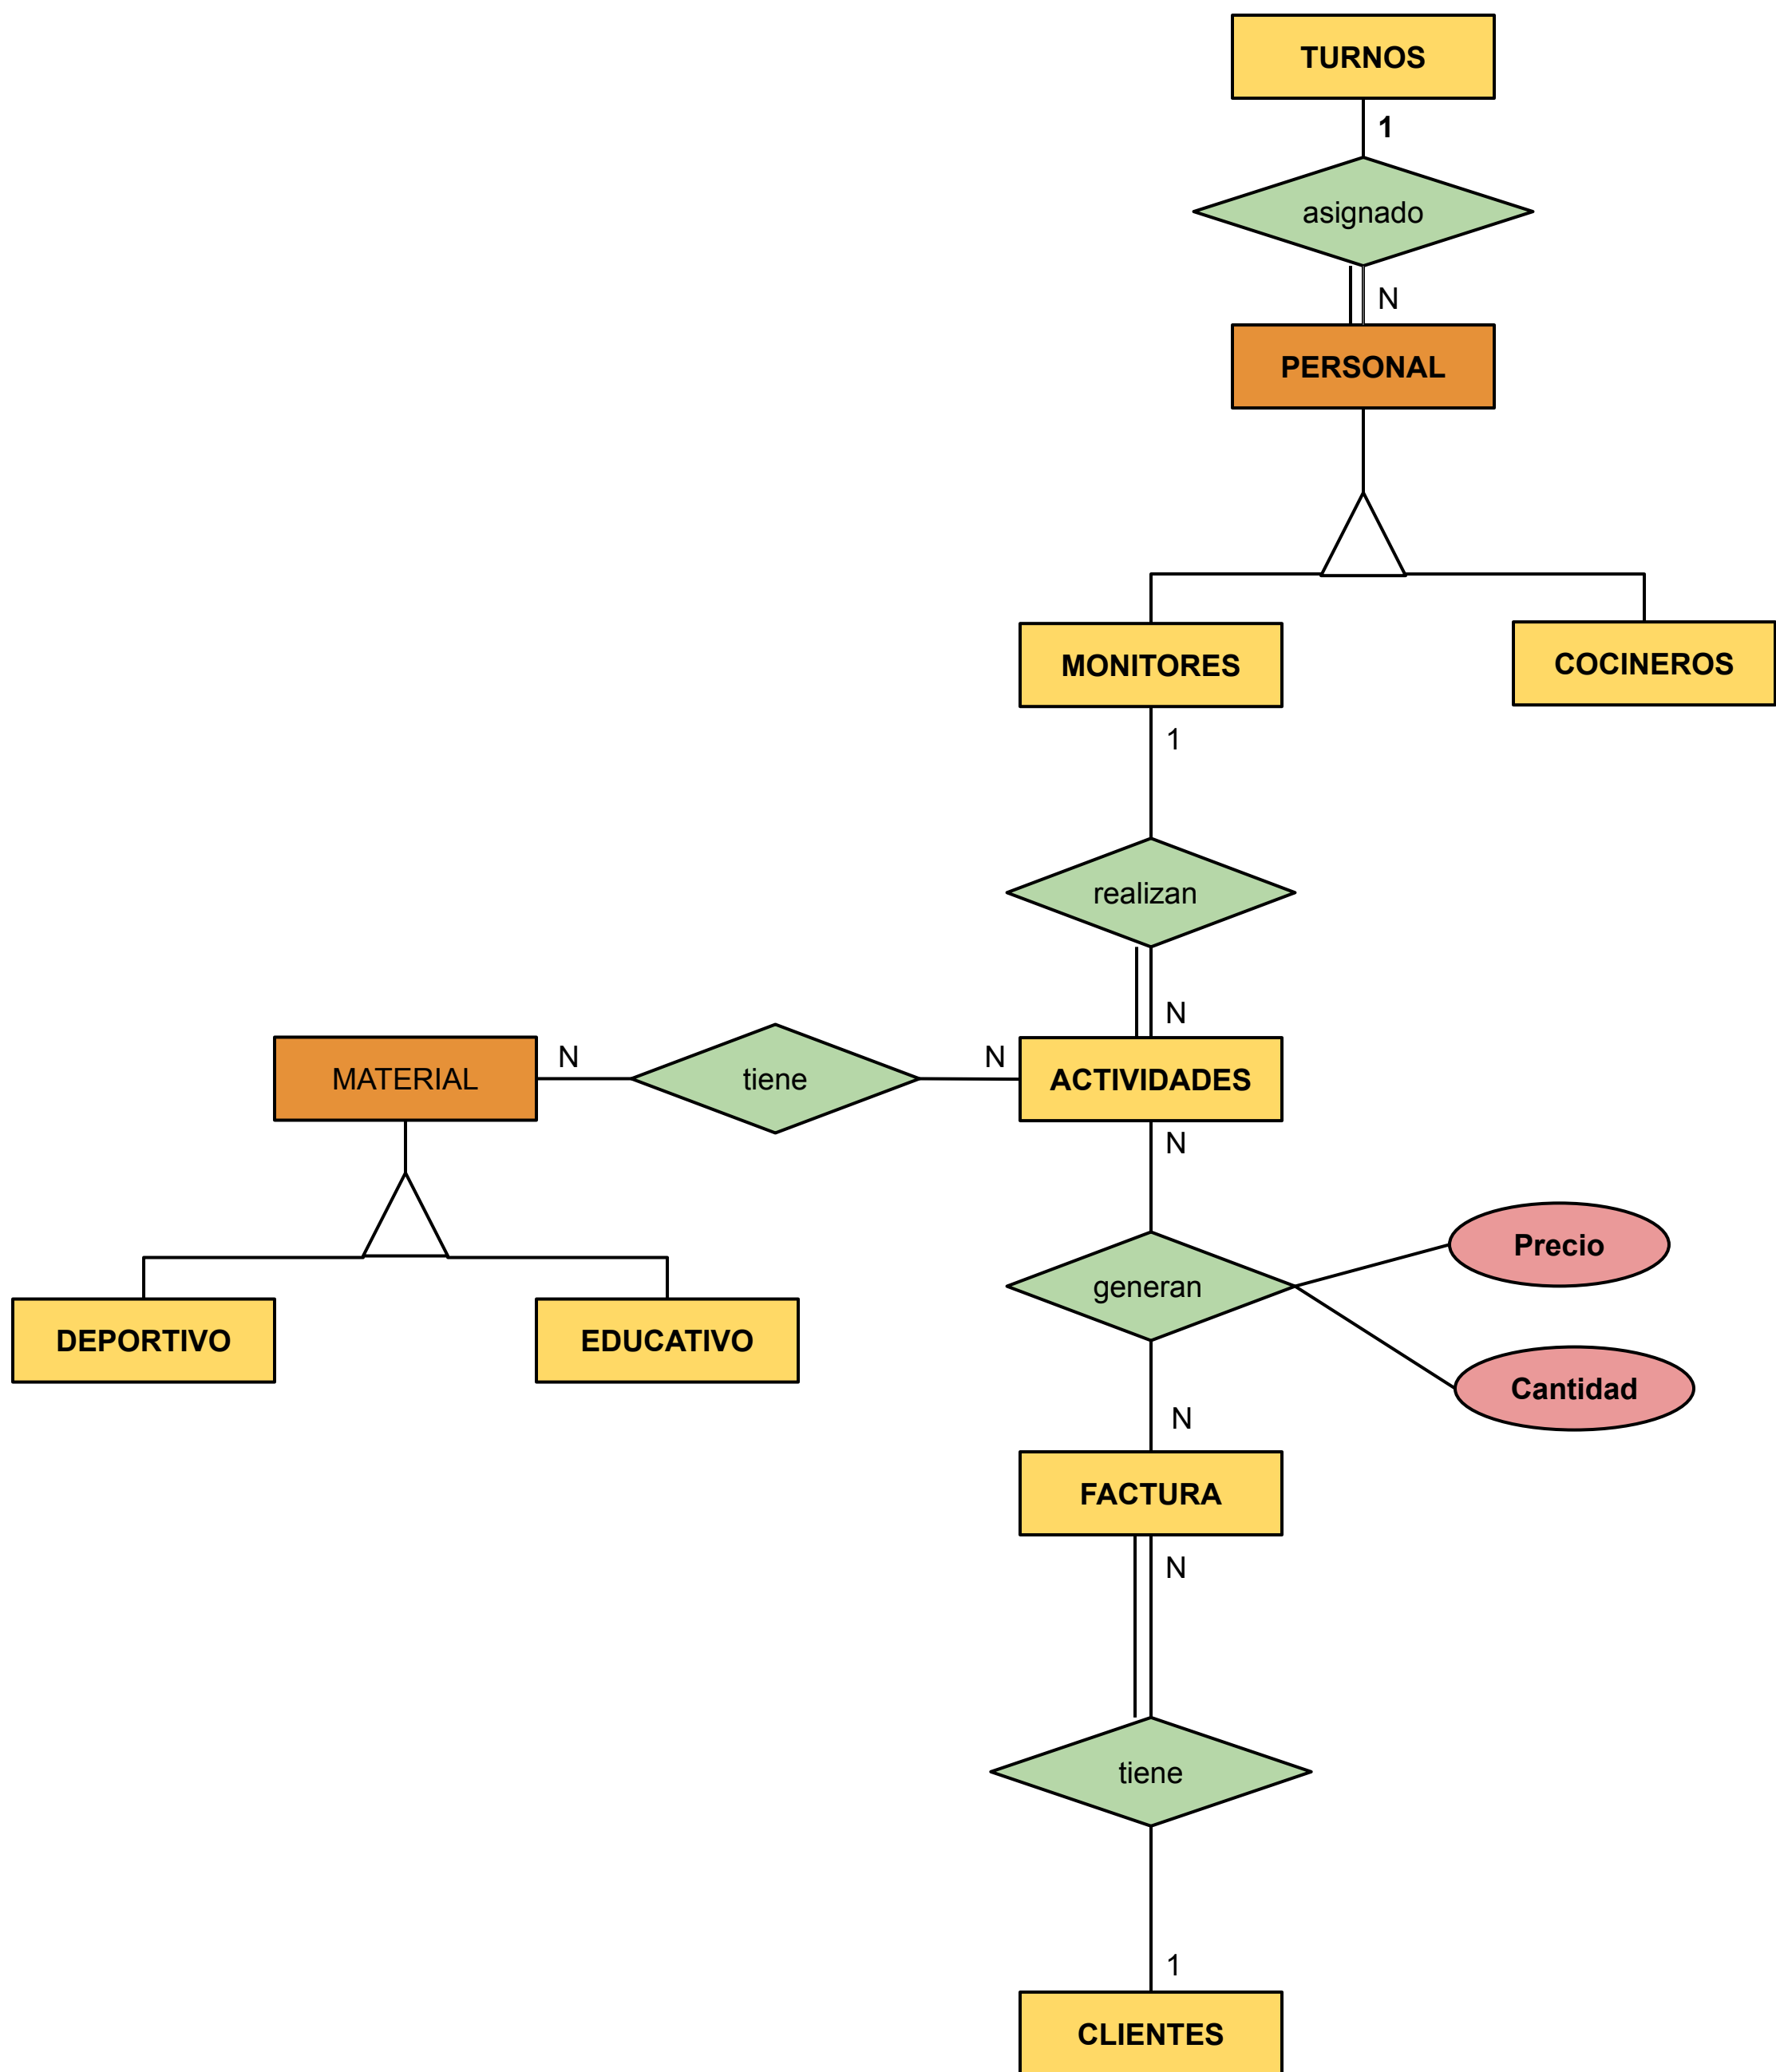 TURNOS
1
asignado
N
PERSONAL
MONITORES
COCINEROS
1
realizan
N
MATERIAL
N
tiene
N
ACTIVIDADES
N
DEPORTIVO
EDUCATIVO
generan
Precio
Cantidad
N
FACTURA
N
tiene
1
CLIENTES